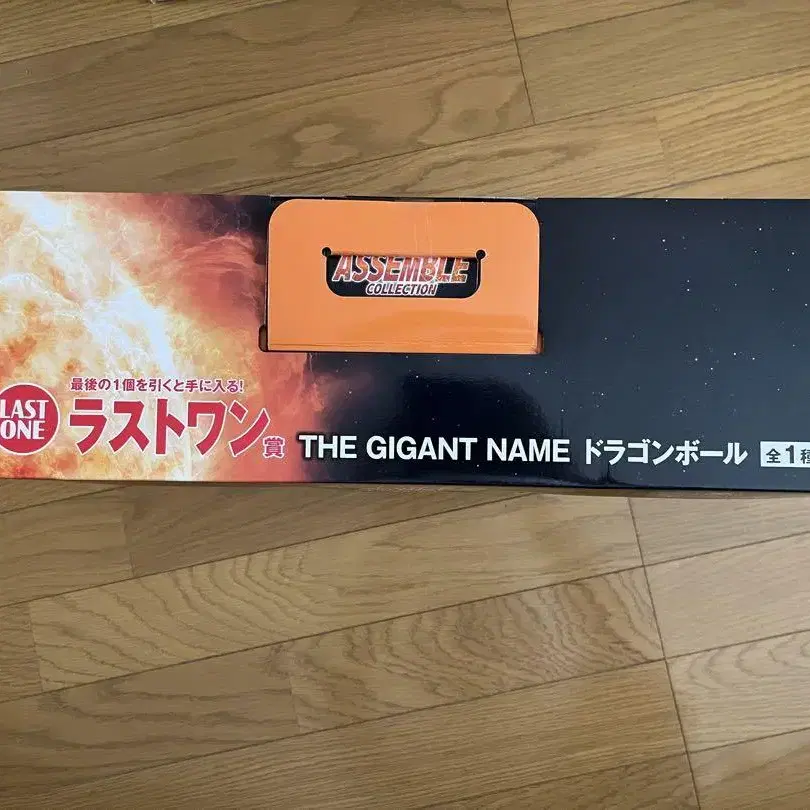 ASSEMBLE
COLLECTION
最後の1個を引くと手に入る!
LAST
ONE
ラストワン賞
THE GIGANT NAME ドラゴンボール
全1種